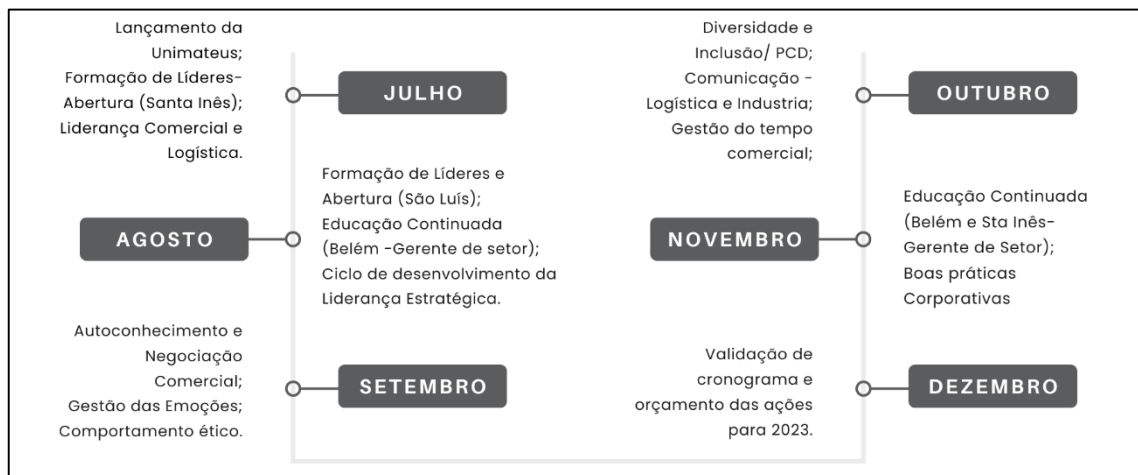 Lançamento da
Unimateus;
Formação de Líderes-
Abertura (Santa Inês);
Liderança Comercial e
Logística.
JULHO
AGOSTO
Formação de Líderes e
Abertura (São Luís);
Educação Continuada
(Belém -Gerente de setor);
Ciclo de desenvolvimento da
Liderança Estratégica.
Autoconhecimento e
Negociação
Comercial;
Gestão das Emoções;
Comportamento ético.
SETEMBRO
Diversidade e
Inclusão/ PCD;
Comunicação -
Logística e Industria;
Gestão do tempo
comercial;
OUTUBRO
NOVEMBRO
Educação Continuada
(Belém e Sta Inês-
Gerente de Setor);
Boas práticas
Corporativas
Validação de
cronograma e
orçamento das ações
para 2023.
DEZEMBRO